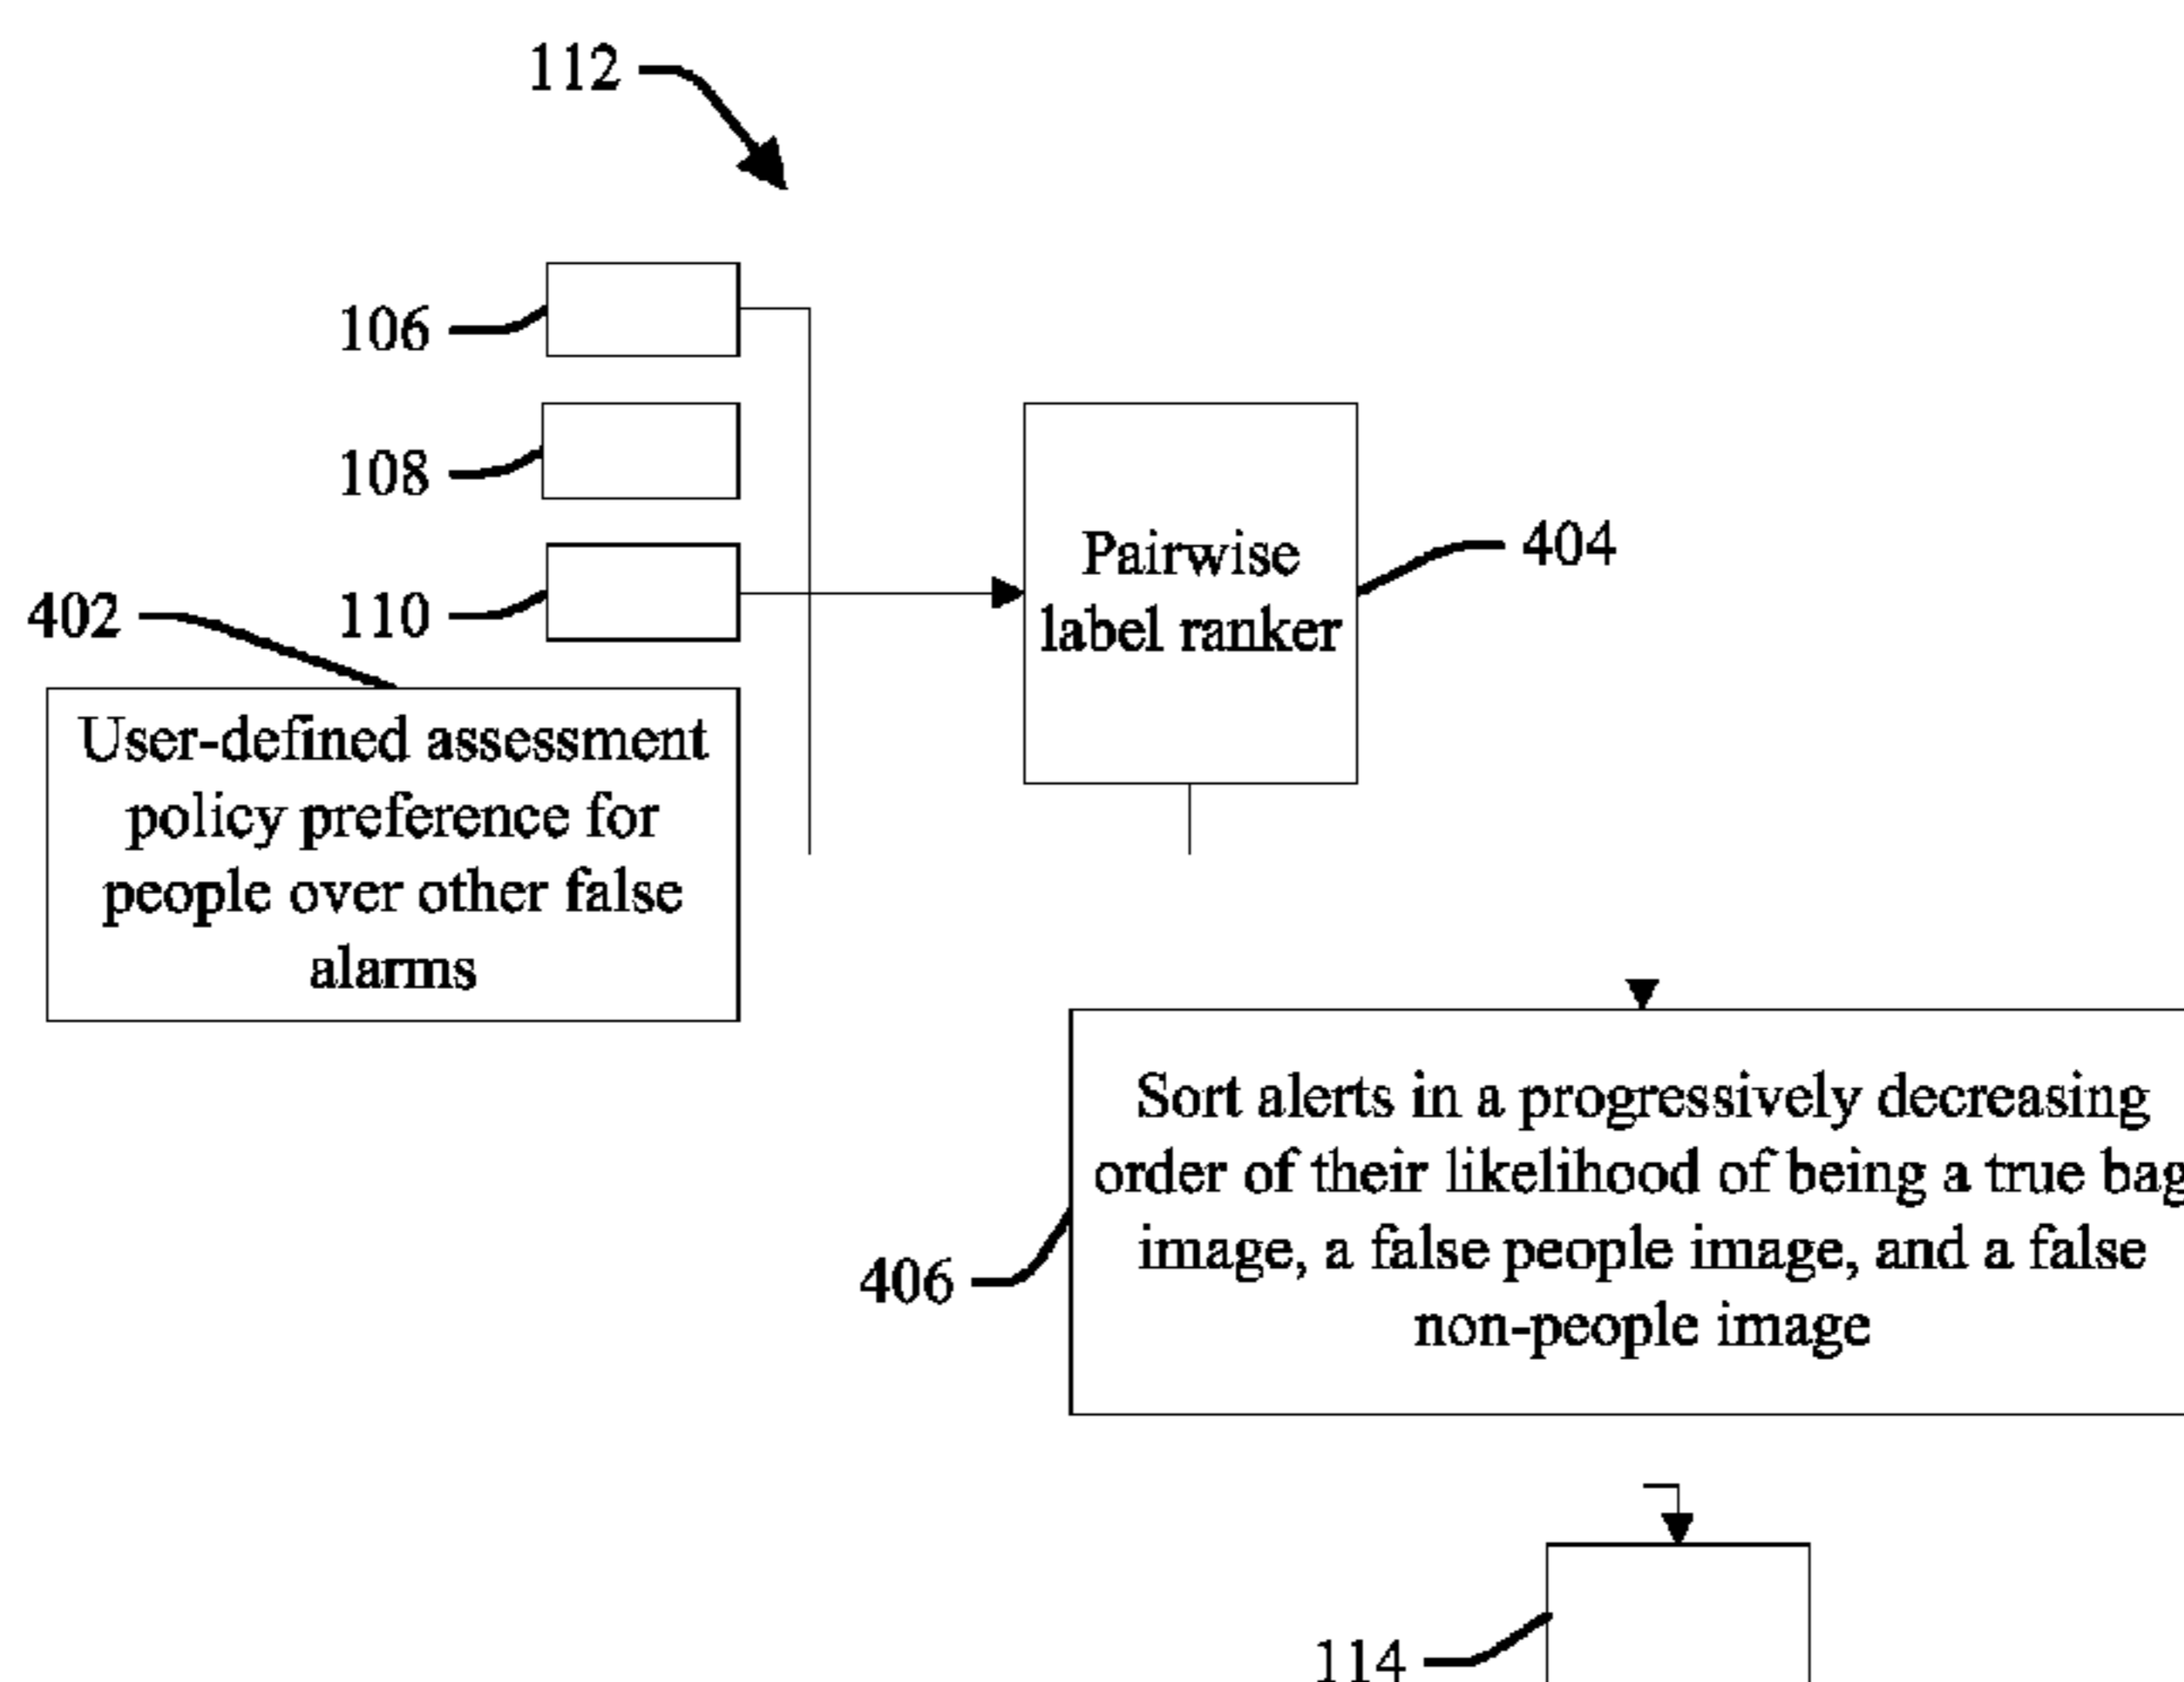 112
106
108
110
402
404
Pairwise
label ranker
User-defined assessment
policy preference for
people over other false
alarms
Sort alerts in a progressively decreasing
order of their likelihood of being a true bag
image, a false people image, and a false
non-people image
406
114